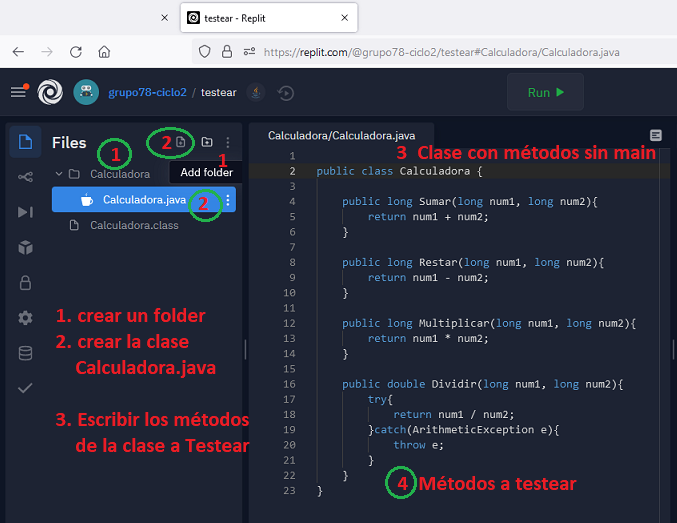 testear - Replit
https://replit.com/@grupo78-ciclo2/testear#Calculadora/Calculadora.java
grupo78-ciclo2 / testear
Run
Files
2
1
Calculadora
1
Add folder
Calculadora.java
2
Calculadora.class
1. crear un folder
2. crear la clase
Calculadora.java
3. Escribir los métodos
de la clase a Testear
Calculadora/Calculadora.java
3 Clase con métodos sin main
1
2 public class Calculadora {
3
4 public long Sumar(long num1, long num2){
5 return num1 + num2;
6 }
7
8 public long Restar(long num1, long num2){
9 return num1 - num2;
10 }
11
12 public long Multiplicar(long num1, long num2){
13 return num1 * num2;
14 }
15
16 public double Dividir(long num1, long num2){
17 try{
18 return num1 / num2;
19 }catch(ArithmeticException e){
20 throw e;
21 }
22 }
23 }
4 Métodos a testear